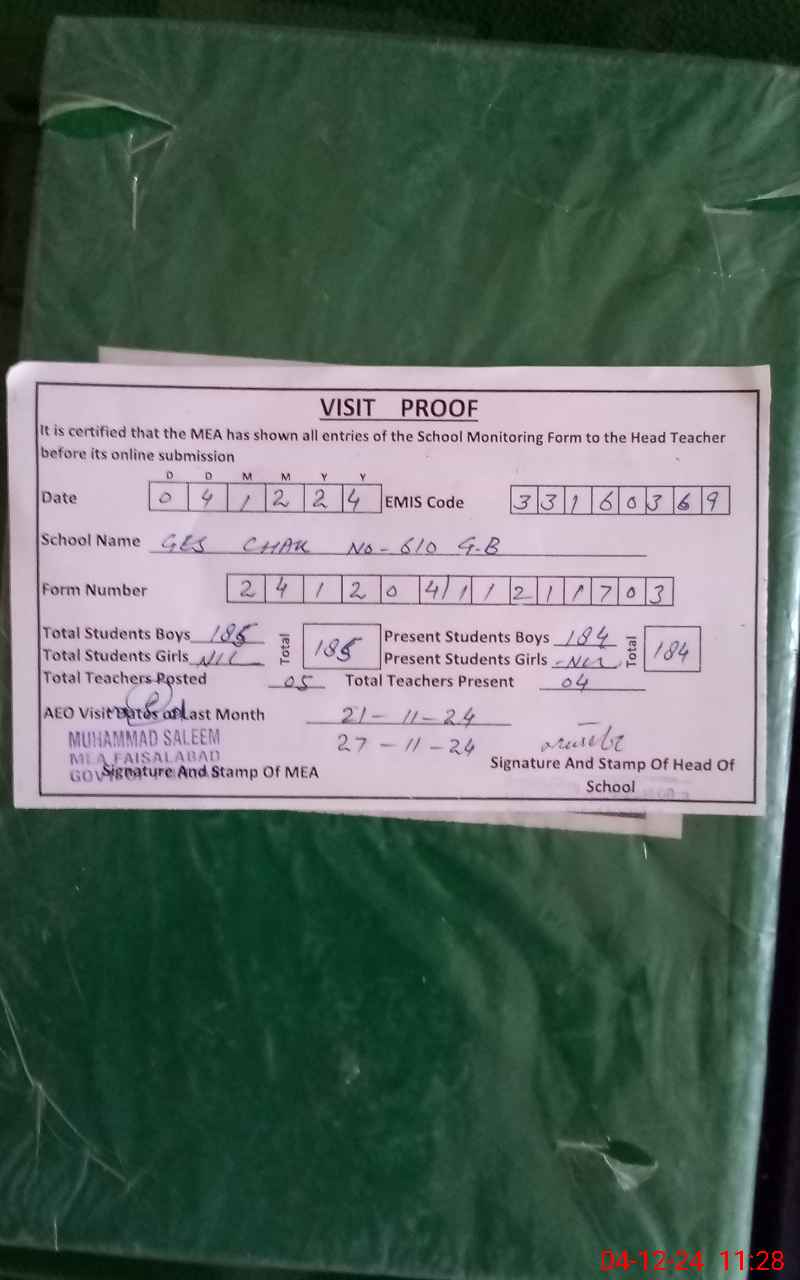 VISIT PROOF
It is certified that the MEA has shown all entries of the School Monitoring Form to the Head Teacher
before its online submission
D D M M Y Y
Date 0 4 1 2 2 4 EMIS Code 3 3 1 6 0 3 6 9
School Name GES CHAK NO - 610 G.B
Form Number 2 4 1 2 0 4 1 1 2 1 1 7 0 3
Total Students Boys 185 Total 185 Present Students Boys 184 Total 184
Total Students Girls NIL Present Students Girls - NIL
Total Teachers Posted 05 Total Teachers Present 04
AEO Visit Dates of Last Month 21 - 11 - 24
27 - 11 - 24
MUHAMMAD SALEEM
MEA FAISALABAD
Signature And Stamp Of MEA
Signature And Stamp Of Head Of
School
04-12-24 11:28